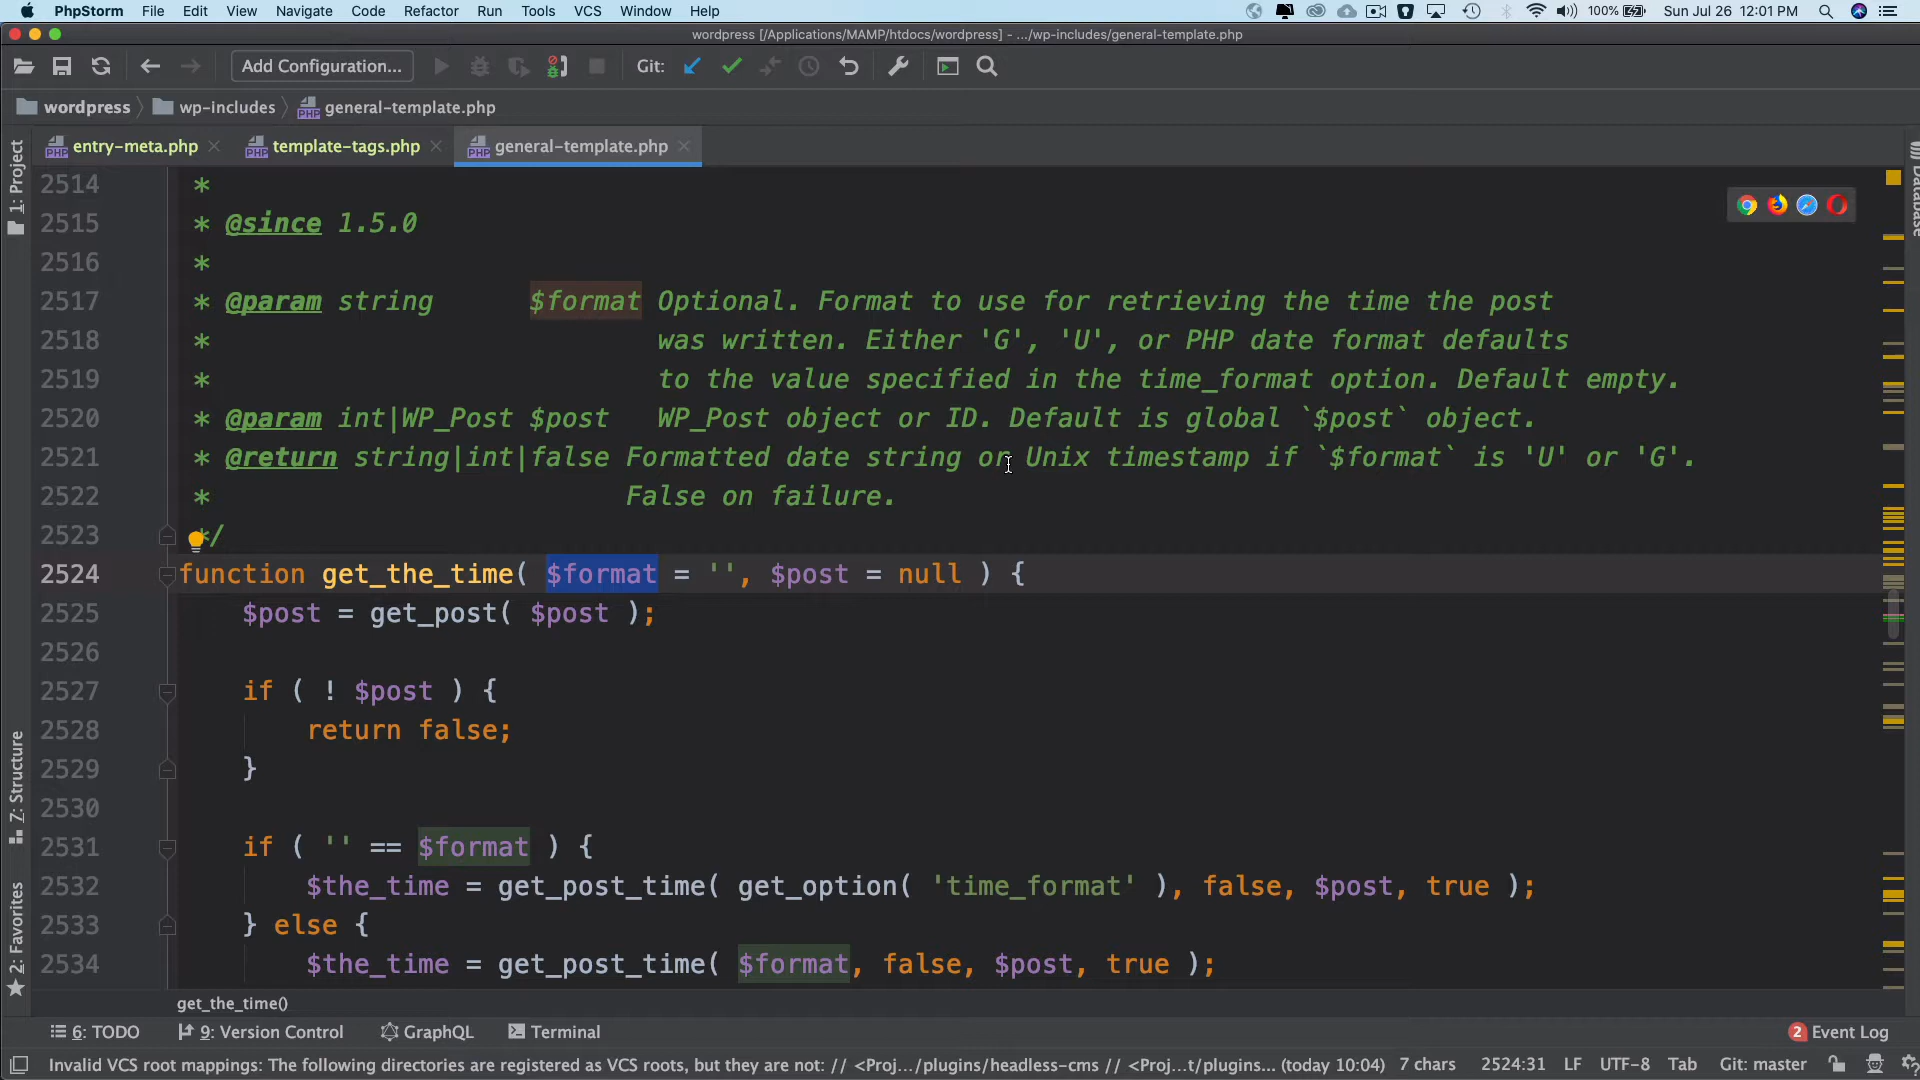 PhpStorm File Edit View Navigate Code Refactor Run Tools VCS Window Help 100% Sun Jul 26 12:01 PM
wordpress [/Applications/MAMP/htdocs/wordpress] - .../wp-includes/general-template.php
Add Configuration... Git:
wordpress wp-includes general-template.php
entry-meta.php template-tags.php general-template.php
1: Project
Database
7: Structure
2: Favorites
2514 *
2515 * @since 1.5.0
2516 *
2517 * @param string $format Optional. Format to use for retrieving the time the post
2518 * was written. Either 'G', 'U', or PHP date format defaults
2519 * to the value specified in the time_format option. Default empty.
2520 * @param int|WP_Post $post WP_Post object or ID. Default is global `$post` object.
2521 * @return string|int|false Formatted date string or Unix timestamp if `$format` is 'U' or 'G'.
2522 * False on failure.
2523 */
2524 function get_the_time( $format = '', $post = null ) {
2525 $post = get_post( $post );
2526
2527 if ( ! $post ) {
2528 return false;
2529 }
2530
2531 if ( '' == $format ) {
2532 $the_time = get_post_time( get_option( 'time_format' ), false, $post, true );
2533 } else {
2534 $the_time = get_post_time( $format, false, $post, true );
get_the_time()
6: TODO 9: Version Control GraphQL Terminal 2 Event Log
Invalid VCS root mappings: The following directories are registered as VCS roots, but they are not: // <Proj.../plugins/headless-cms // <Proj...t/plugins... (today 10:04) 7 chars 2524:31 LF UTF-8 Tab Git: master